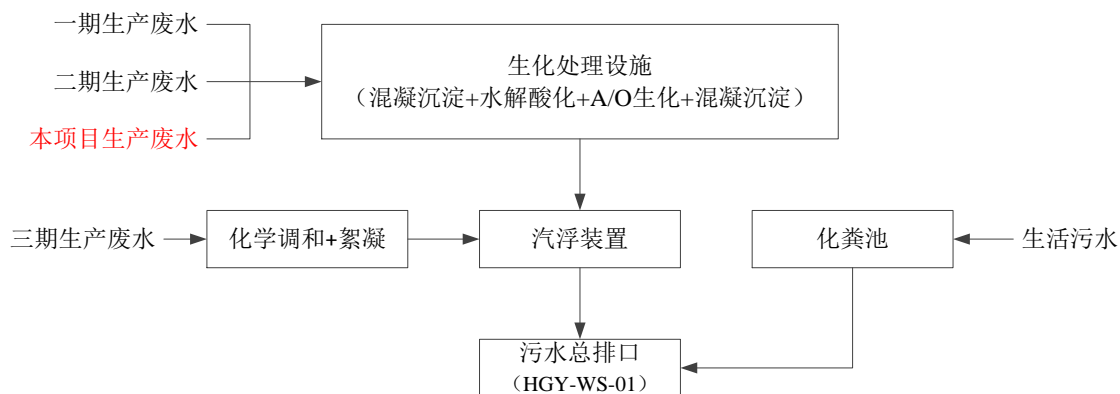 一期生产废水
二期生产废水
本项目生产废水
生化处理设施
（混凝沉淀+水解酸化+A/O生化+混凝沉淀）
三期生产废水
化学调和+絮凝
汽浮装置
化粪池
生活污水
污水总排口
（HGY-WS-01）